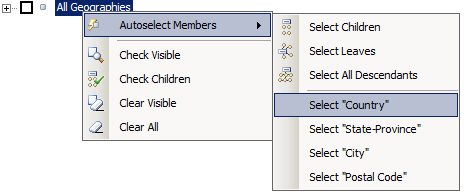 All Geographies
Autoselect Members
Check Visible
Check Children
Clear Visible
Clear All
Select Children
Select Leaves
Select All Descendants
Select "Country"
Select "State-Province"
Select "City"
Select "Postal Code"